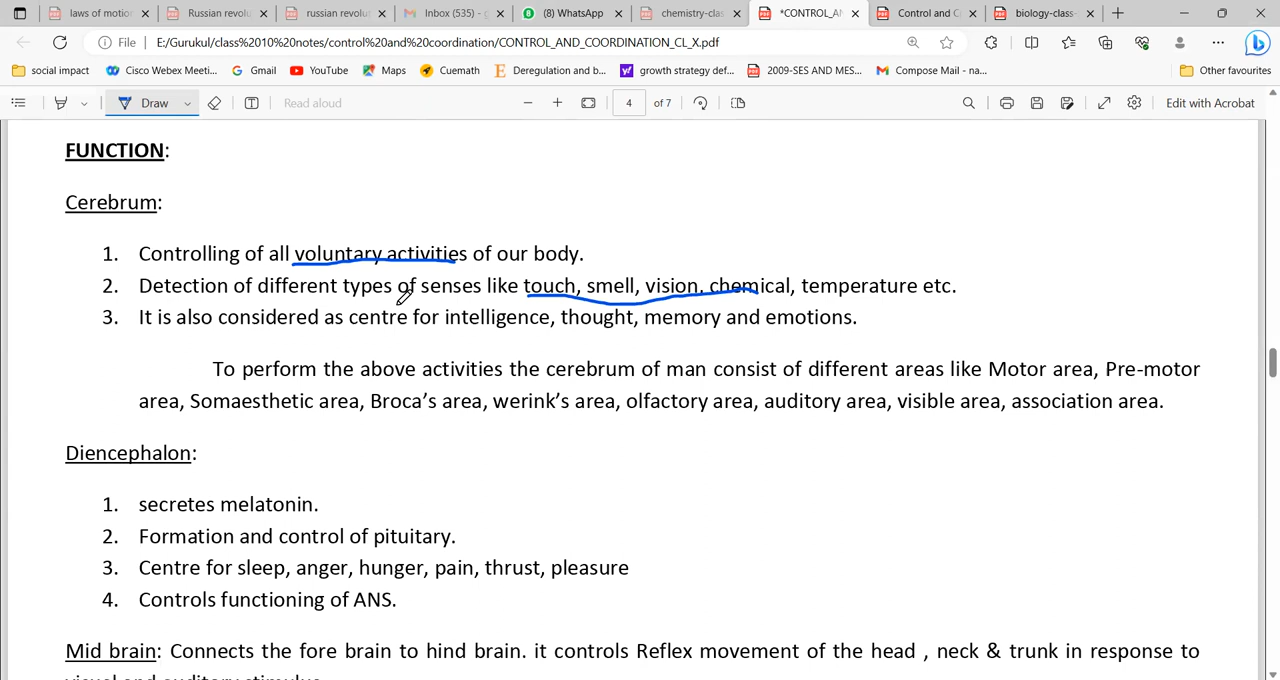 laws of motion
Russian revolu
russian revolus
Inbox (535) - g
(8) WhatsApp
chemistry-clas
*CONTROL_AN
Control and C
biology-class-
File
E:/Gurukul/class%2010%20notes/control%20and%20coordination/CONTROL_AND_COORDINATION_CL_X.pdf
social impact
Cisco Webex Meeti...
Gmail
YouTube
Maps
Cuemath
Deregulation and b...
growth strategy def...
2009-SES AND MES...
Compose Mail - na...
Other favourites
Draw
Read aloud
4 of 7
Edit with Acrobat
FUNCTION:
Cerebrum:
1. Controlling of all voluntary activities of our body.
2. Detection of different types of senses like touch, smell, vision, chemical, temperature etc.
3. It is also considered as centre for intelligence, thought, memory and emotions.
To perform the above activities the cerebrum of man consist of different areas like Motor area, Pre-motor
area, Somaesthetic area, Broca's area, werink's area, olfactory area, auditory area, visible area, association area.
Diencephalon:
1. secretes melatonin.
2. Formation and control of pituitary.
3. Centre for sleep, anger, hunger, pain, thrust, pleasure
4. Controls functioning of ANS.
Mid brain: Connects the fore brain to hind brain. it controls Reflex movement of the head , neck & trunk in response to
visual and auditory stimulus